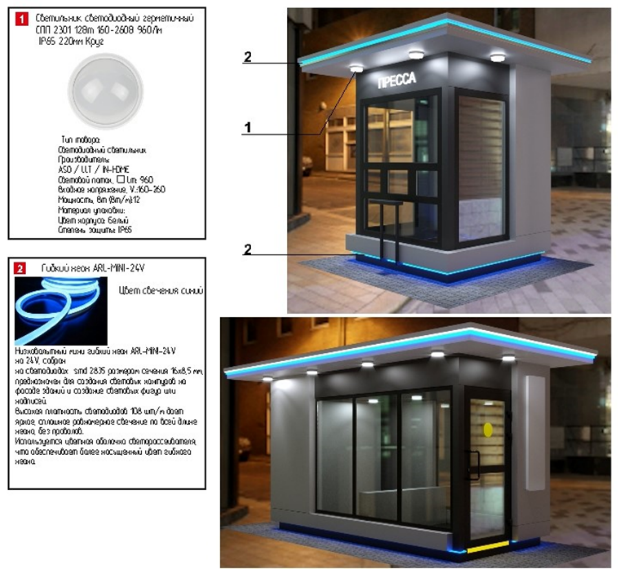 1
Светильник светодиодный герметичный
СПП 2301 12Вт 160-260В 960Лм
IP65 220мм Круг
Тип товара:
Светодиодный светильник
Производитель:
ASD / LLT / IN-HOME
Световой поток, □ Lm: 960
Входное напряжение, V.:160-260
Мощность, Вт (Вт/м):12
Материал упаковки:
Цвет корпуса: белый
Степень защиты: IP65
2
Гибкий неон ARL-MINI-24V
Цвет свечения синий
Низковольтный мини гибкий неон ARL-MINI-24V
на 24V, собран
на светодиодах smd 2835 размером сечения 16х8,5 мм,
предназначен для создания световых контуров на
фасаде зданий и создание световых фигур или
надписей.
Высокая плотность светодиодов 108 шт/м дает
яркое, сплошное равномерное свечение по всей длине
неона, без провалов.
Используется цветная оболочка светорассеивателя,
что обеспечивает более насыщенный цвет гибкого
неона.
2
1
2
ПРЕССА